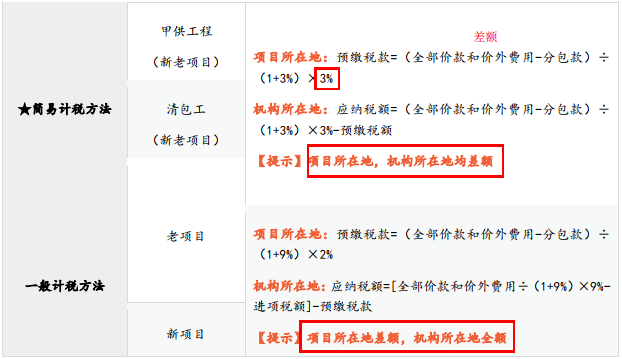 甲供工程
（新老项目）
差额
项目所在地：预缴税款=（全部价款和价外费用-分包款）÷
（1+3%）×3%
★简易计税方法
清包工
（新老项目）
机构所在地：应纳税额=（全部价款和价外费用-分包款）÷
（1+3%）×3%-预缴税额
【提示】项目所在地，机构所在地均差额
老项目
项目所在地：预缴税款=（全部价款和价外费用-分包款）÷
（1+9%）×2%
一般计税方法
机构所在地：应纳税额=[全部价款和价外费用÷（1+9%）×9%-
进项税额]-预缴税款
新项目
【提示】项目所在地差额，机构所在地全额